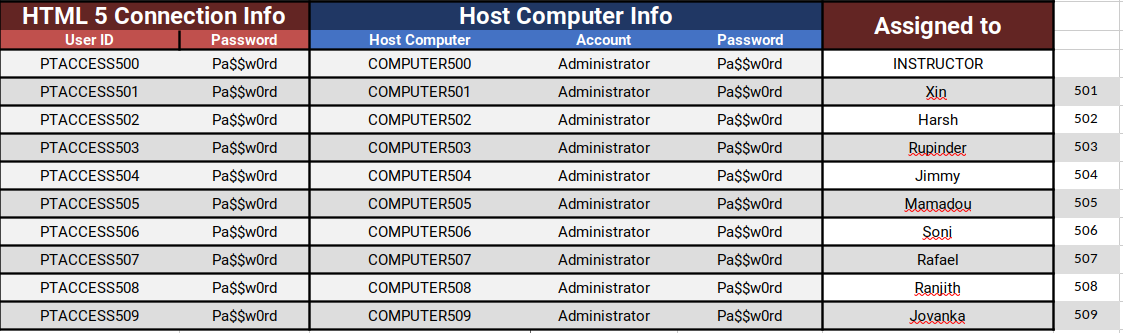 HTML 5 Connection Info Host Computer Info Assigned to
User ID Password Host Computer Account Password
PTACCESS500 Pa$$w0rd COMPUTER500 Administrator Pa$$w0rd INSTRUCTOR
PTACCESS501 Pa$$w0rd COMPUTER501 Administrator Pa$$w0rd Xin 501
PTACCESS502 Pa$$w0rd COMPUTER502 Administrator Pa$$w0rd Harsh 502
PTACCESS503 Pa$$w0rd COMPUTER503 Administrator Pa$$w0rd Rupinder 503
PTACCESS504 Pa$$w0rd COMPUTER504 Administrator Pa$$w0rd Jimmy 504
PTACCESS505 Pa$$w0rd COMPUTER505 Administrator Pa$$w0rd Mamadou 505
PTACCESS506 Pa$$w0rd COMPUTER506 Administrator Pa$$w0rd Soni 506
PTACCESS507 Pa$$w0rd COMPUTER507 Administrator Pa$$w0rd Rafael 507
PTACCESS508 Pa$$w0rd COMPUTER508 Administrator Pa$$w0rd Ranjith 508
PTACCESS509 Pa$$w0rd COMPUTER509 Administrator Pa$$w0rd Jovanka 509